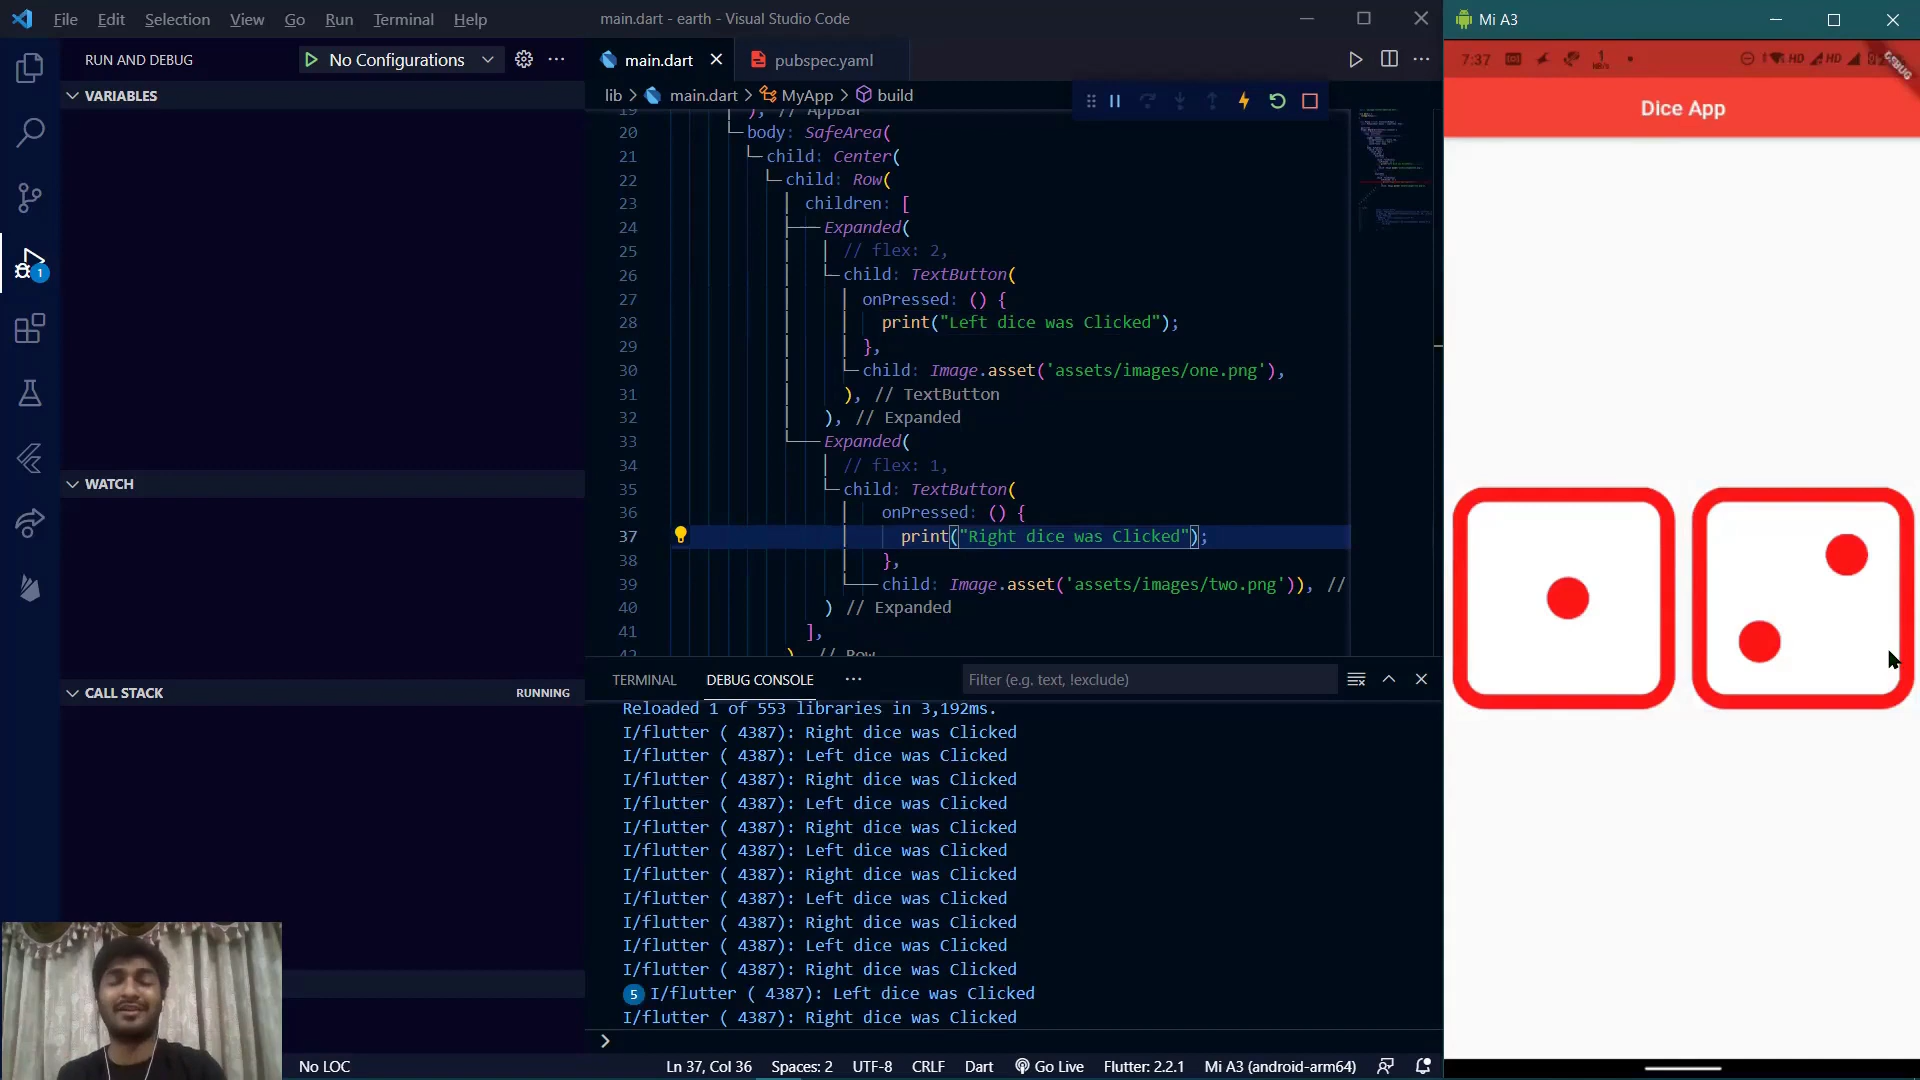 File Edit Selection View Go Run Terminal Help
main.dart - earth - Visual Studio Code
Mi A3
RUN AND DEBUG
No Configurations
main.dart
pubspec.yaml
7:37
HD
HD
DEBUG
Dice App
VARIABLES
lib > main.dart > MyApp > build
19 ), // AppBar
20 body: SafeArea(
21 child: Center(
22 child: Row(
23 children: [
24 Expanded(
25 // flex: 2,
26 child: TextButton(
27 onPressed: () {
28 print("Left dice was Clicked");
29 },
30 child: Image.asset('assets/images/one.png'),
31 ), // TextButton
32 ), // Expanded
33 Expanded(
34 // flex: 1,
35 child: TextButton(
36 onPressed: () {
37 print("Right dice was Clicked");
38 },
39 child: Image.asset('assets/images/two.png')), //
40 ) // Expanded
41 ],
42 ) // Row
WATCH
CALL STACK
RUNNING
1
TERMINAL
DEBUG CONSOLE
Filter (e.g. text, !exclude)
Reloaded 1 of 553 libraries in 3,192ms.
I/flutter ( 4387): Right dice was Clicked
I/flutter ( 4387): Left dice was Clicked
I/flutter ( 4387): Right dice was Clicked
I/flutter ( 4387): Left dice was Clicked
I/flutter ( 4387): Right dice was Clicked
I/flutter ( 4387): Left dice was Clicked
I/flutter ( 4387): Right dice was Clicked
I/flutter ( 4387): Left dice was Clicked
I/flutter ( 4387): Right dice was Clicked
I/flutter ( 4387): Left dice was Clicked
I/flutter ( 4387): Right dice was Clicked
5 I/flutter ( 4387): Left dice was Clicked
I/flutter ( 4387): Right dice was Clicked
No LOC
Ln 37, Col 36
Spaces: 2
UTF-8
CRLF
Dart
Go Live
Flutter: 2.2.1
Mi A3 (android-arm64)